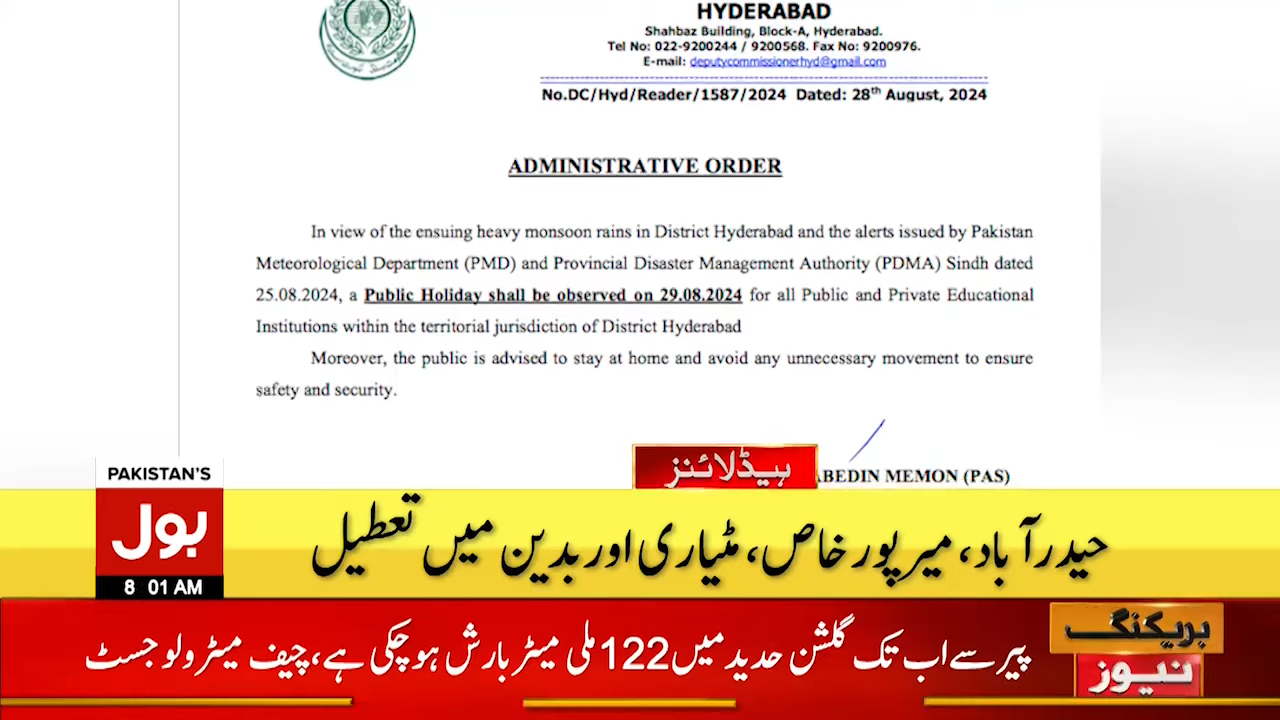 HYDERABAD
Shahbaz Building, Block-A, Hyderabad.
Tel No: 022-9200244 / 9200568. Fax No: 9200976.
E-mail: deputycommissionerhyd@gmail.com
No.DC/Hyd/Reader/1587/2024 Dated: 28th August, 2024
ADMINISTRATIVE ORDER
In view of the ensuing heavy monsoon rains in District Hyderabad and the alerts issued by Pakistan
Meteorological Department (PMD) and Provincial Disaster Management Authority (PDMA) Sindh dated
25.08.2024, a Public Holiday shall be observed on 29.08.2024 for all Public and Private Educational
Institutions within the territorial jurisdiction of District Hyderabad
Moreover, the public is advised to stay at home and avoid any unnecessary movement to ensure
safety and security.
ABEDIN MEMON (PAS)
ہیڈلائنز
PAKISTAN'S
بول
8 01 AM
حیدرآباد، میرپورخاص، مٹیاری اور بدین میں تعطیل
بریکنگ
نیوز
پیر سے اب تک گلشن حدید میں 122 ملی میٹر بارش ہوچکی ہے، چیف میٹرولوجسٹ